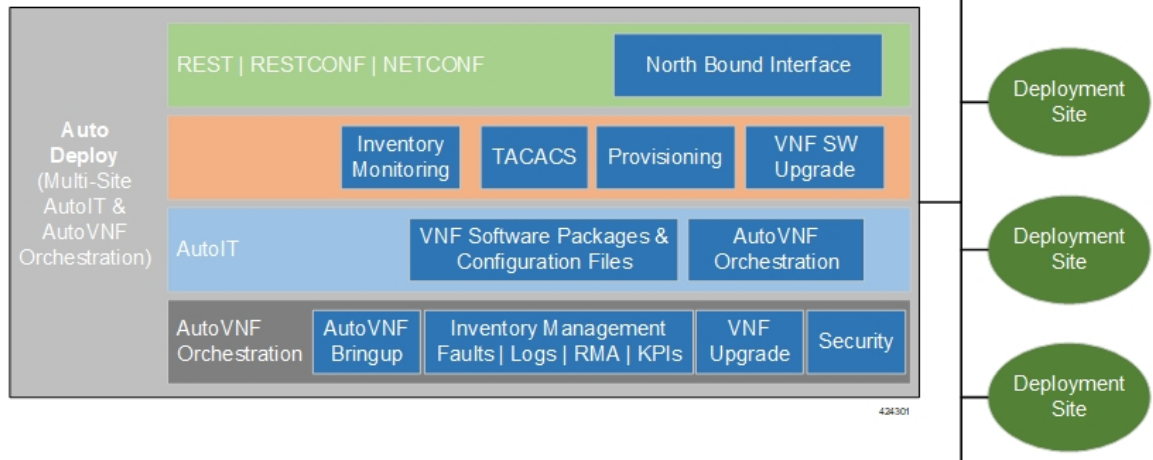 Auto
Deploy
(Multi-Site
AutoIT &
AutoVNF
Orchestration)
REST | RESTCONF | NETCONF
North Bound Interface
Inventory
Monitoring
TACACS
Provisioning
VNF SW
Upgrade
AutoIT
VNF Software Packages &
Configuration Files
AutoVNF
Orchestration
AutoVNF
Orchestration
AutoVNF
Bringup
Inventory Management
Faults | Logs | RMA | KPIs
VNF
Upgrade
Security
424301
Deployment
Site
Deployment
Site
Deployment
Site